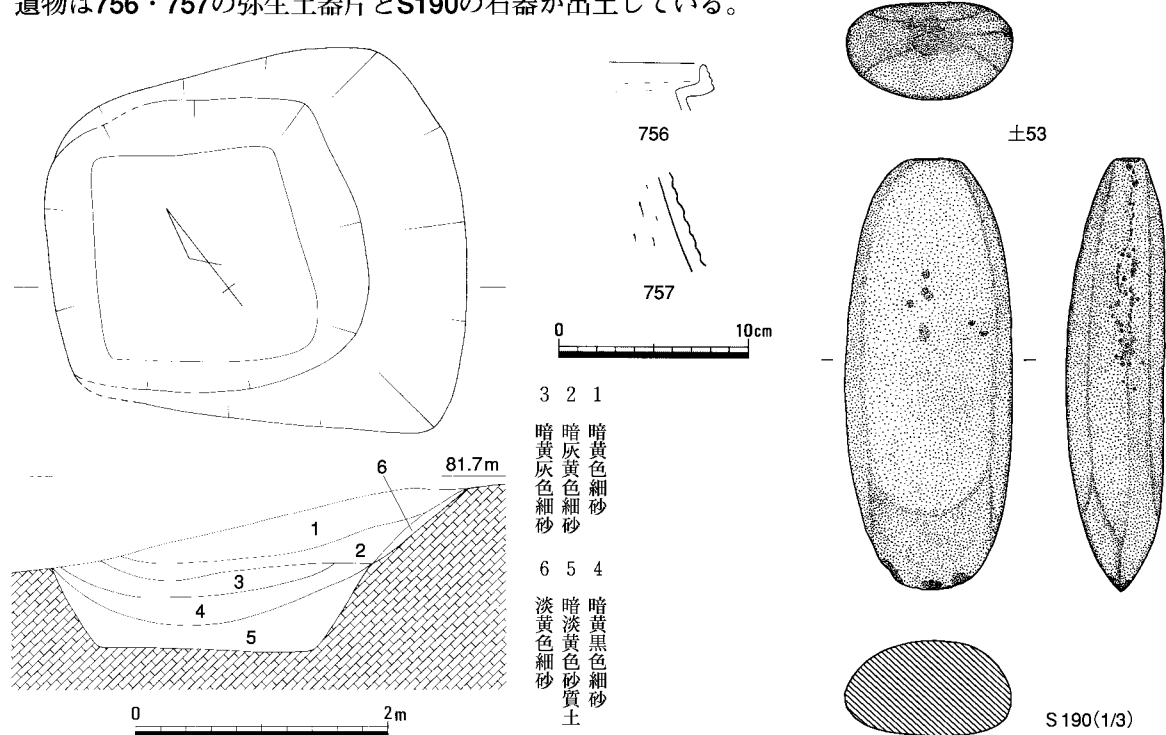 遺物は756・757の弥生土器片とS190の石器が出土している。
756
757
0 10cm
土53
81.7m
6
1
2
3
4
5
0 2m
1 暗黄色細砂
2 暗灰黄色細砂
3 暗黄灰色細砂
4 暗黄黒色細砂
5 暗淡黄色砂質土
6 淡黄色細砂
S190(1/3)